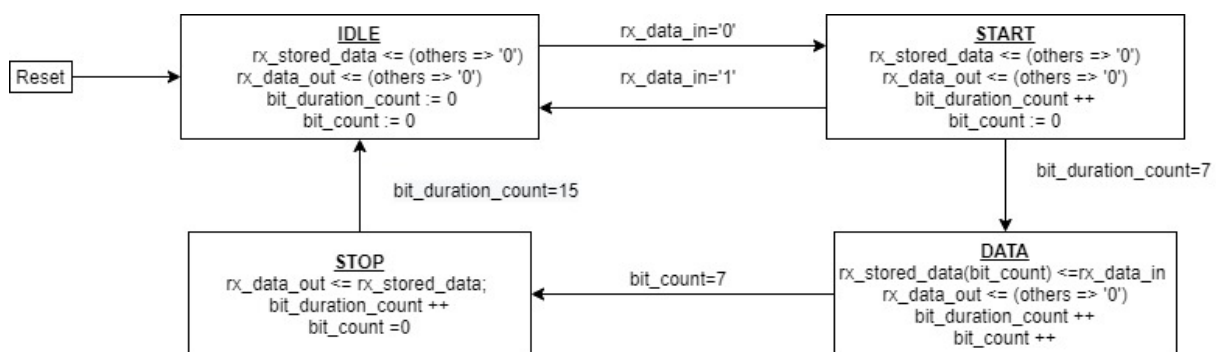 IDLE
rx_stored_data <= (others => '0')
rx_data_out <= (others => '0')
bit_duration_count := 0
bit_count := 0
rx_data_in='0'
rx_data_in='1'
START
rx_stored_data <= (others => '0')
rx_data_out <= (others => '0')
bit_duration_count ++
bit_count := 0
Reset
bit_duration_count=15
bit_duration_count=7
STOP
rx_data_out <= rx_stored_data;
bit_duration_count ++
bit_count =0
bit_count=7
DATA
rx_stored_data(bit_count) <=rx_data_in
rx_data_out <= (others => '0')
bit_duration_count ++
bit_count ++